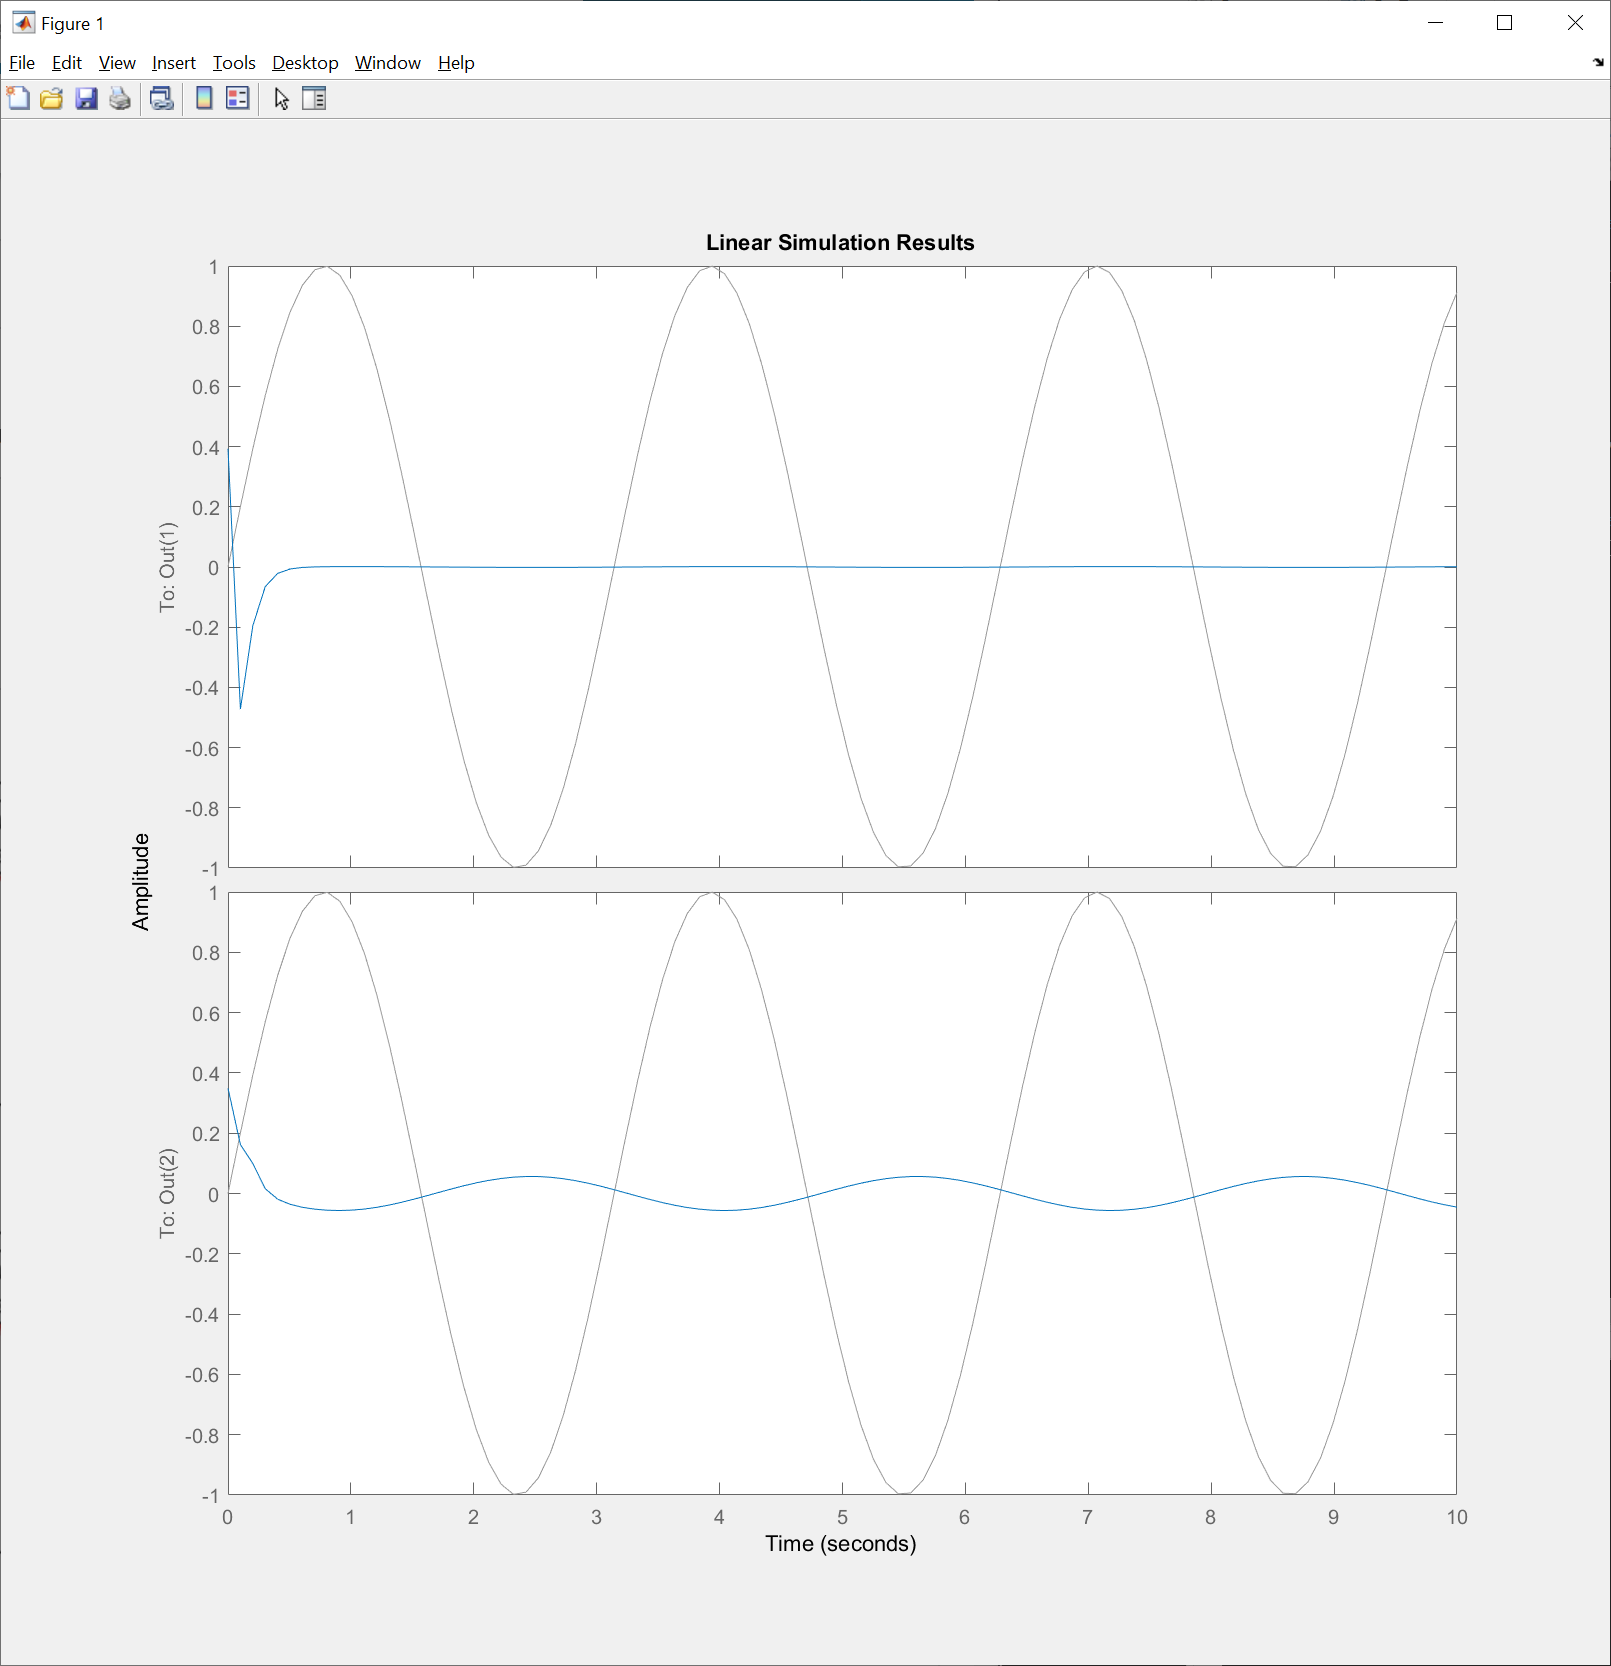 Figure 1
File Edit View Insert Tools Desktop Window Help
Linear Simulation Results
1
0.8
0.6
0.4
0.2
0
-0.2
-0.4
-0.6
-0.8
-1
To: Out(1)
Amplitude
1
0.8
0.6
0.4
0.2
0
-0.2
-0.4
-0.6
-0.8
-1
To: Out(2)
0 1 2 3 4 5 6 7 8 9 10
Time (seconds)